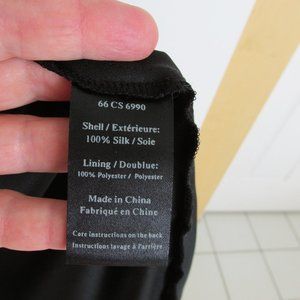 66 CS 6990
Shell / Extérieure:
100% Silk / Soie
Lining / Doublure:
100% Polyester / Polyester
Made in China
Fabriqué en Chine
Care instructions on the back
Instructions lavage à l'arrière